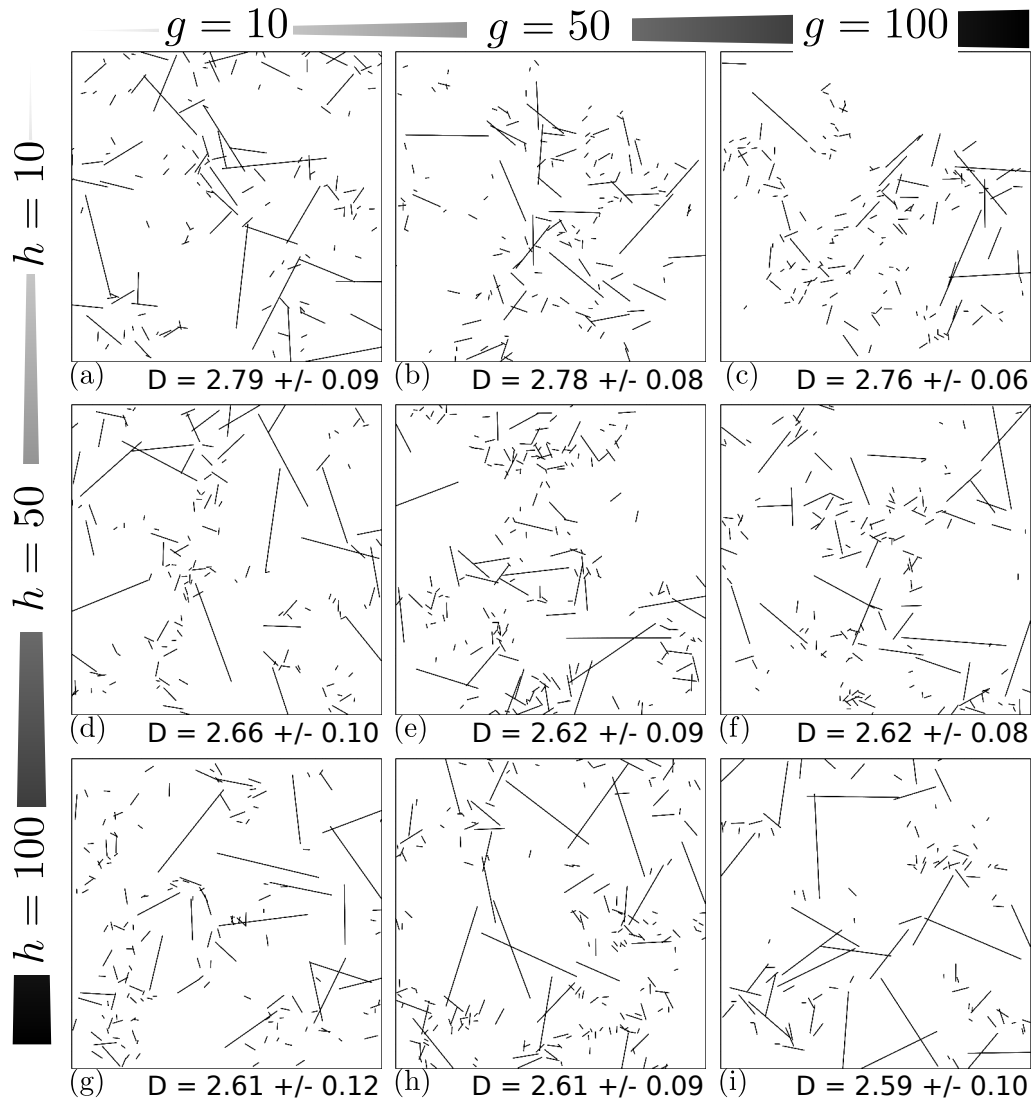 g = 10 g = 50 g = 100
h = 10
(a) D = 2.79 +/- 0.09
(b) D = 2.78 +/- 0.08
(c) D = 2.76 +/- 0.06
h = 50
(d) D = 2.66 +/- 0.10
(e) D = 2.62 +/- 0.09
(f) D = 2.62 +/- 0.08
h = 100
(g) D = 2.61 +/- 0.12
(h) D = 2.61 +/- 0.09
(i) D = 2.59 +/- 0.10